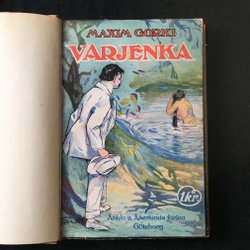 MAXIM GORKI
VARJENKA
1 kr.
Åhlén & Åkerlunds förlag
Göteborg